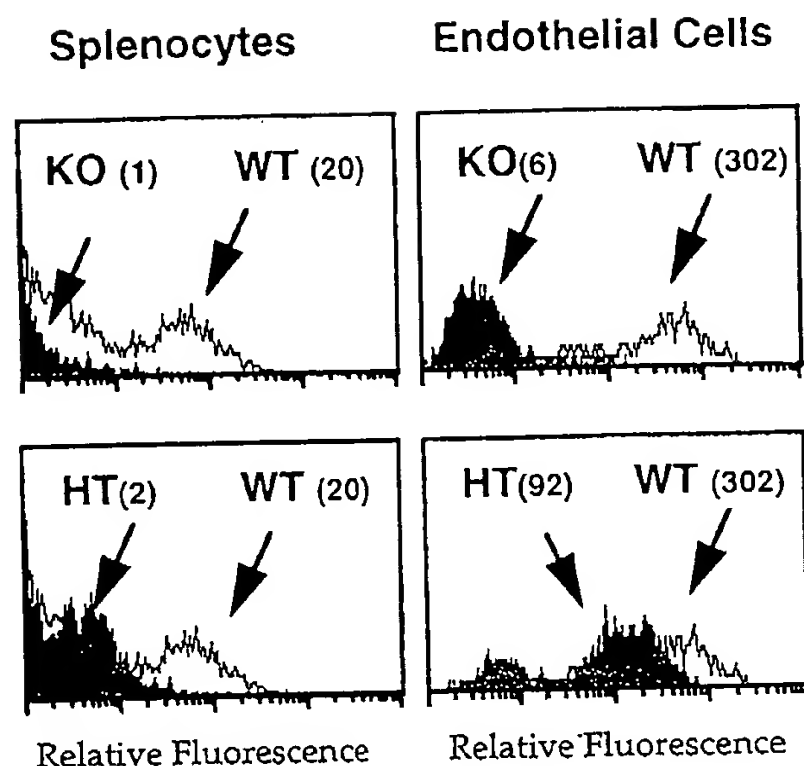 Splenocytes
Endothelial Cells
KO (1) WT (20)
KO(6) WT (302)
HT(2) WT (20)
HT(92) WT (302)
Relative Fluorescence
Relative Fluorescence